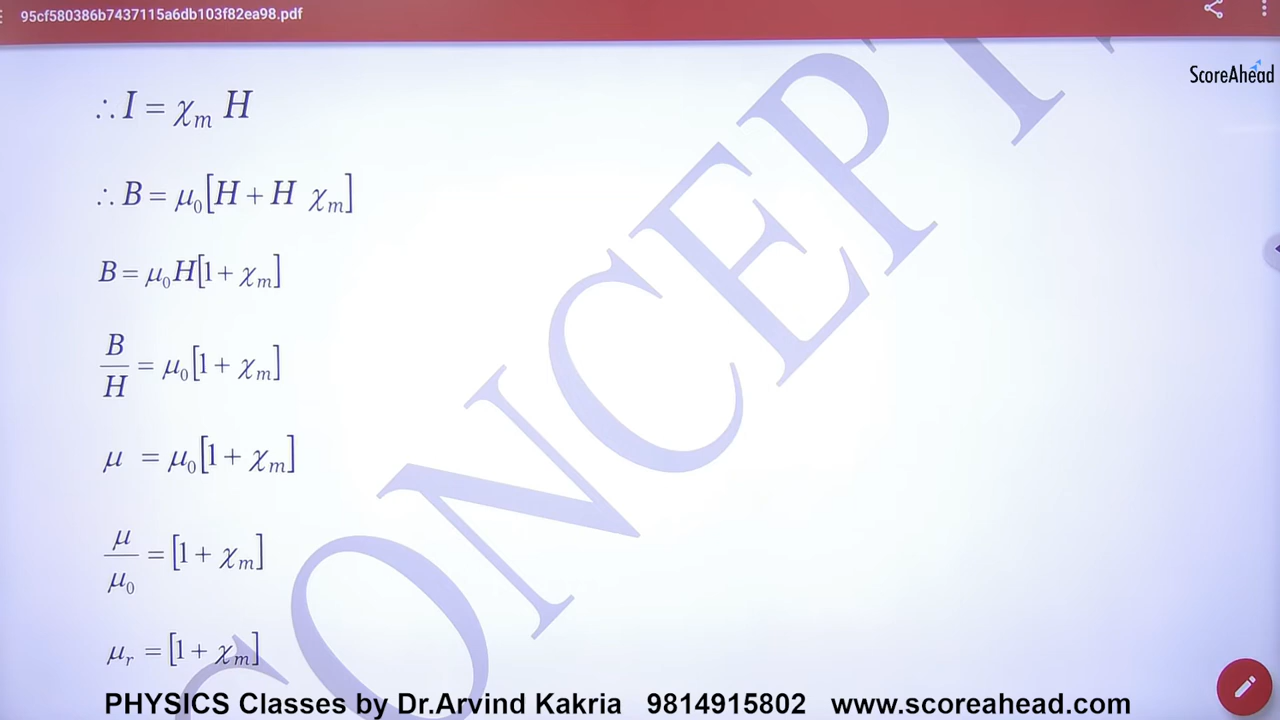 95cf580386b7437115a6db103f82ea98.pdf
ScoreAhead
∴ I = χₘ H
∴ B = μ₀[H + H χₘ]
B = μ₀H[1 + χₘ]
B/H = μ₀[1 + χₘ]
μ = μ₀[1 + χₘ]
μ/μ₀ = [1 + χₘ]
μᵣ = [1 + χₘ]
CONCEPT
PHYSICS Classes by Dr.Arvind Kakria 9814915802 www.scoreahead.com